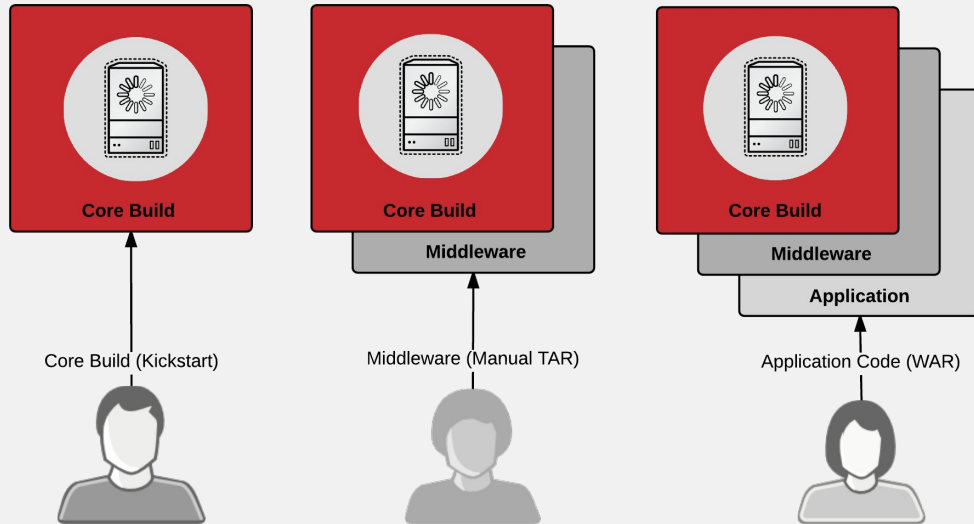 Core Build
Core Build
Core Build
Middleware
Middleware
Application
Core Build (Kickstart)
Middleware (Manual TAR)
Application Code (WAR)